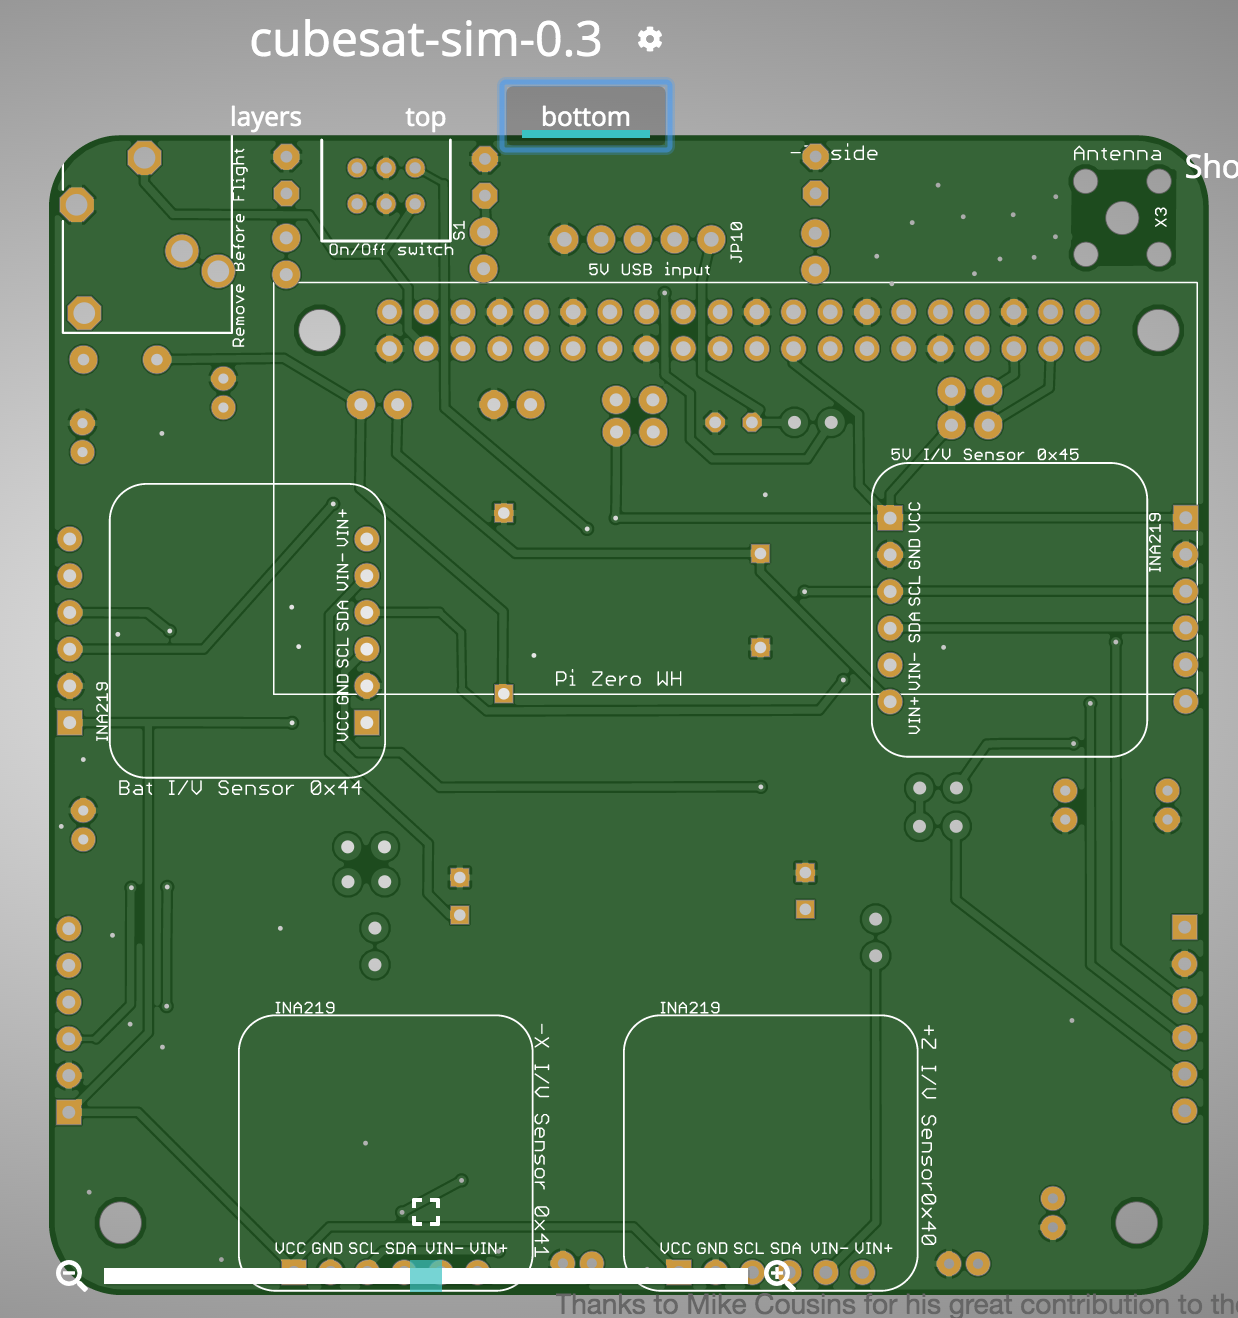 cubesat-sim-0.3
layers
top
bottom
side
Antenna
Sho
X3
Remove Before Flight
On/Off switch
S1
JP10
5V USB input
5V I/V Sensor 0x45
VCC
GND
SCL
SDA
VIN-
VIN+
INA219
VIN+
VIN-
SDA
SCL
GND
VCC
INA219
Pi Zero WH
Bat I/V Sensor 0x44
INA219
-X I/V Sensor 0x41
INA219
+Z I/V Sensor0x40
VCC GND SCL SDA VIN- VIN+
VCC GND SCL SDA VIN- VIN+
Thanks to Mike Cousins for his great contribution to the